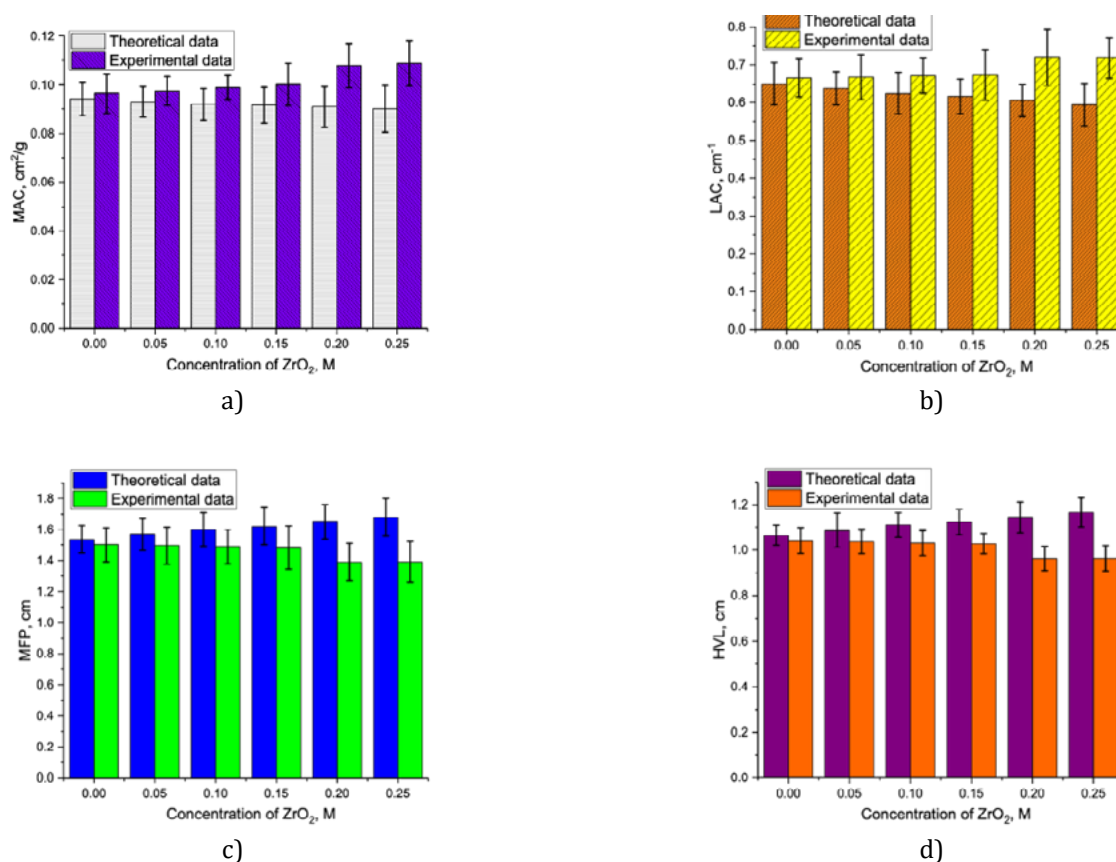 Theoretical data
Experimental data
0.12
0.10
0.08
0.06
0.04
0.02
0.00
MAC, cm²/g
0.00 0.05 0.10 0.15 0.20 0.25
Concentration of ZrO₂, M
a)
Theoretical data
Experimental data
0.8
0.7
0.6
0.5
0.4
0.3
0.2
0.1
0.0
LAC, cm⁻¹
0.00 0.05 0.10 0.15 0.20 0.25
Concentration of ZrO₂, M
b)
Theoretical data
Experimental data
1.8
1.6
1.4
1.2
1.0
0.8
0.6
0.4
0.2
0.0
MFP, cm
0.00 0.05 0.10 0.15 0.20 0.25
Concentration of ZrO₂, M
c)
Theoretical data
Experimental data
1.2
1.0
0.8
0.6
0.4
0.2
0.0
HVL, cm
0.00 0.05 0.10 0.15 0.20 0.25
Concentration of ZrO₂, M
d)